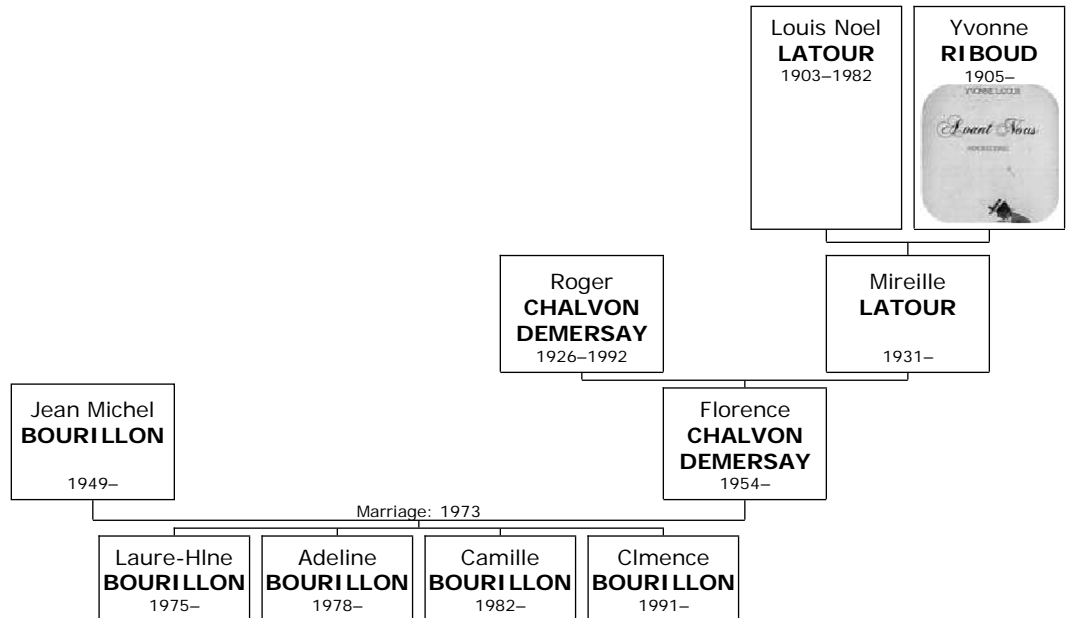 Louis Noel
LATOUR
1903–1982
Yvonne
RIBOUD
1905–
Avant Nous
Roger
CHALVON
DEMERSAY
1926–1992
Mireille
LATOUR
1931–
Jean Michel
BOURILLON
1949–
Florence
CHALVON
DEMERSAY
1954–
Marriage: 1973
Laure-Hlne
BOURILLON
1975–
Adeline
BOURILLON
1978–
Camille
BOURILLON
1982–
Clmence
BOURILLON
1991–